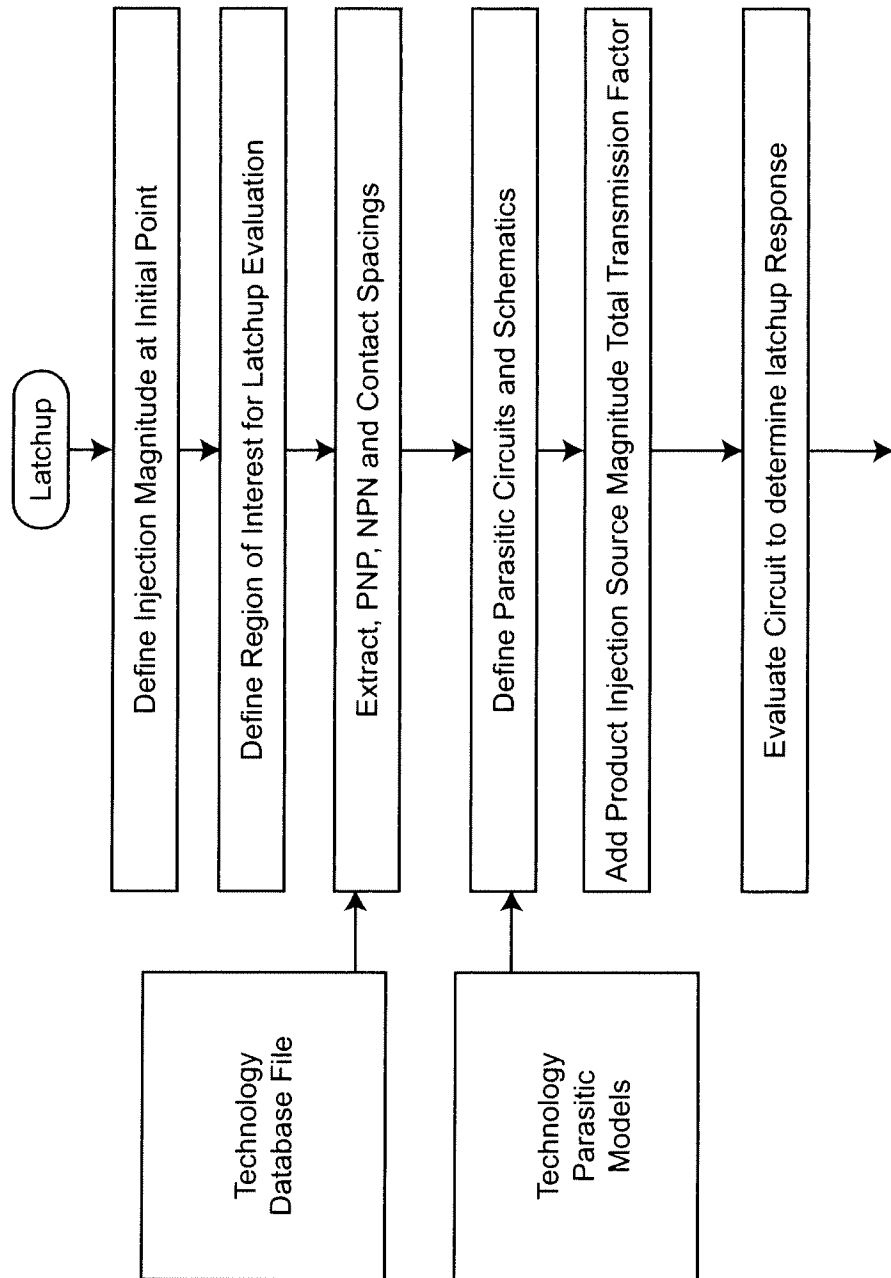 Latchup
Define Injection Magnitude at Initial Point
Define Region of Interest for Latchup Evaluation
Technology
Database File
Extract, PNP, NPN and Contact Spacings
Technology
Parasitic
Models
Define Parasitic Circuits and Schematics
Add Product Injection Source Magnitude Total Transmission Factor
Evaluate Circuit to determine latchup Response